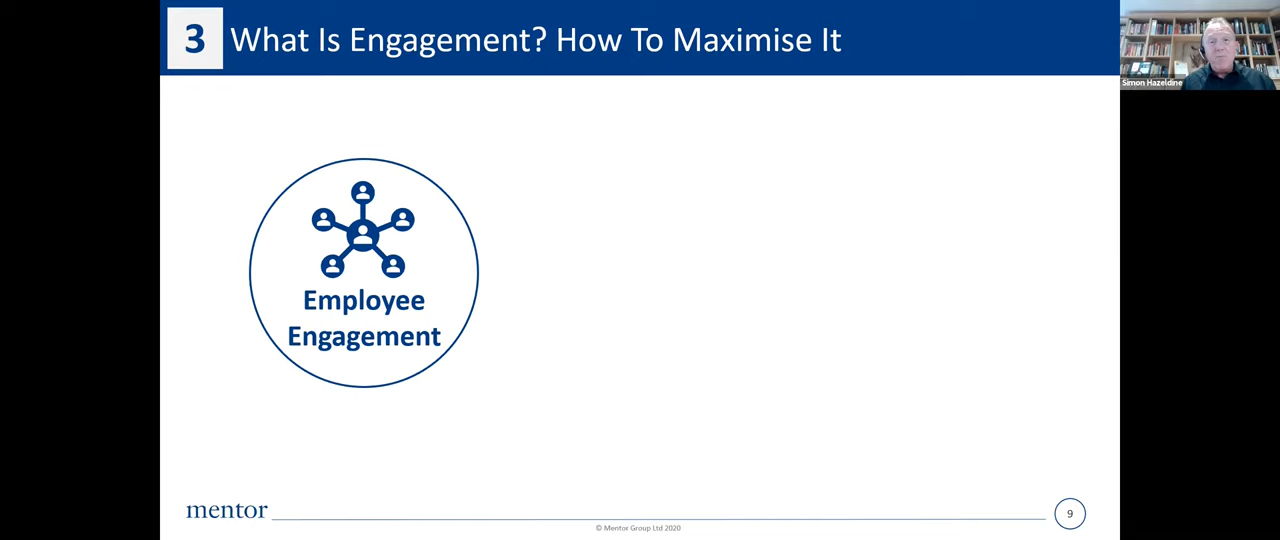 3 What Is Engagement? How To Maximise It
Simon Hazeldine
Employee
Engagement
mentor
© Mentor Group Ltd 2020
9